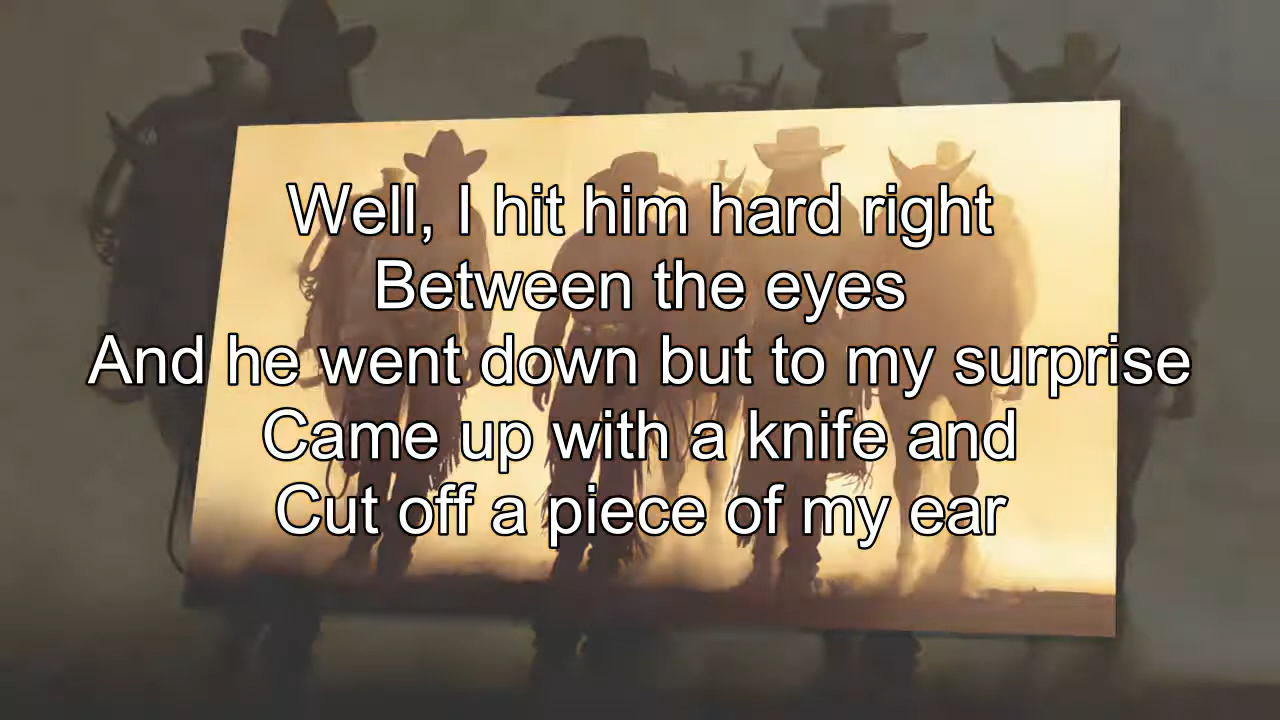 Well, I hit him hard right
Between the eyes
And he went down but to my surprise
Came up with a knife and
Cut off a piece of my ear